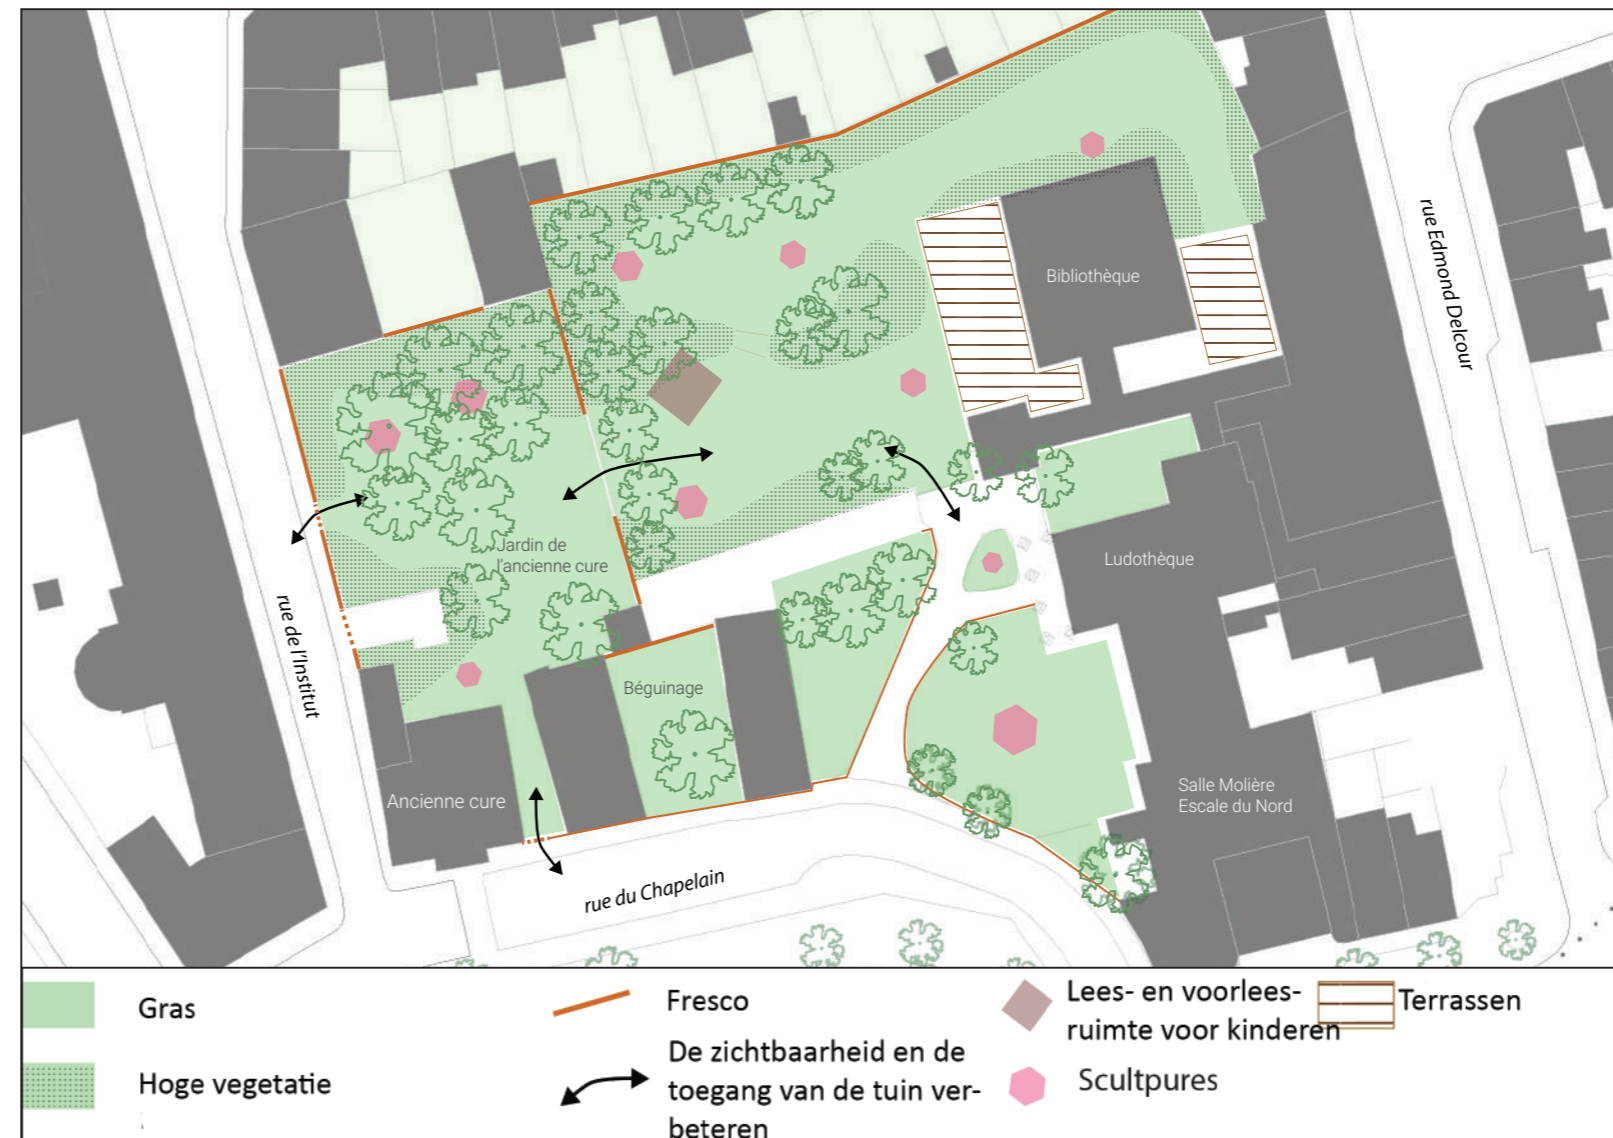 rue Edmond Delcour
Bibliothèque
Ludothèque
Jardin de
l'ancienne cure
rue de l'Institut
Béguinage
Ancienne cure
Salle Molière
Escale du Nord
rue du Chapelain
Gras
Hoge vegetatie
Fresco
De zichtbaarheid en de
toegang van de tuin ver-
beteren
Lees- en voorlees-
ruimte voor kinderen
Scultpures
Terrassen